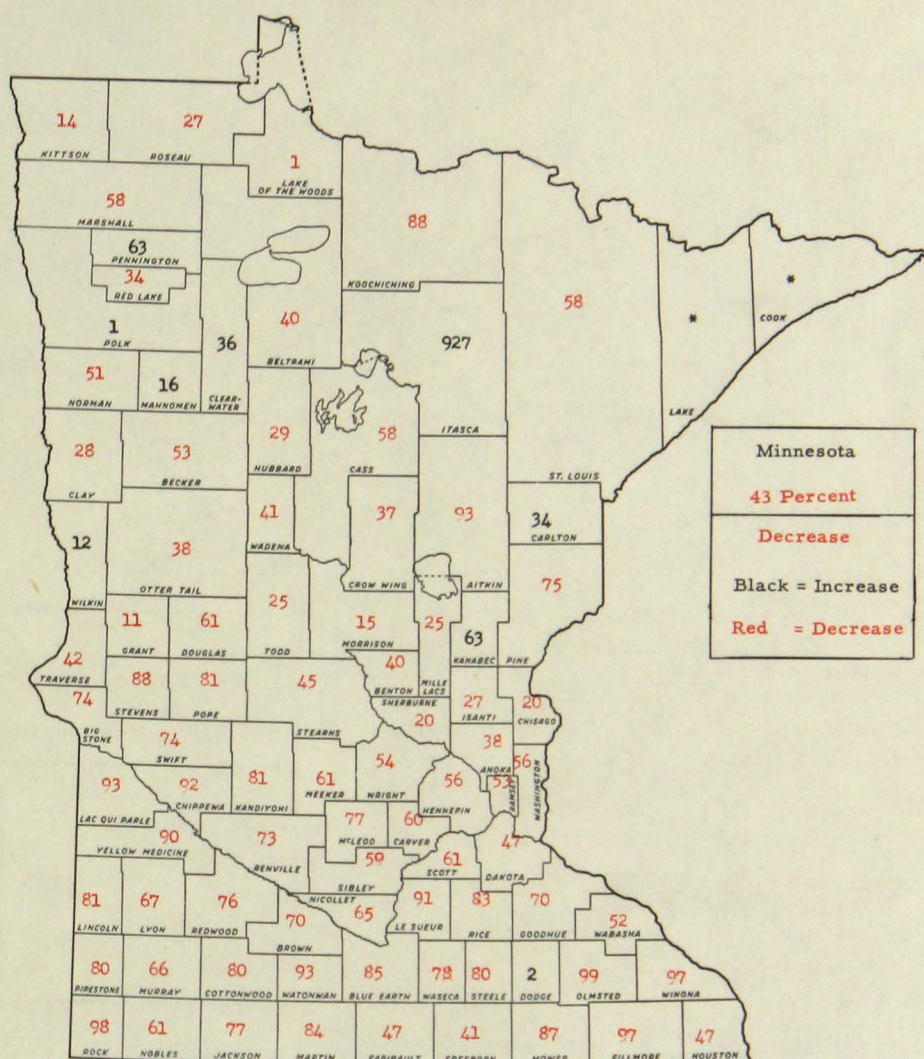 14
KITTSON
27
ROSEAU
1
LAKE
OF THE WOODS
58
MARSHALL
63
PENNINGTON
34
RED LAKE
88
KOOCHICHING
1
POLK
36
CLEAR-
WATER
40
BELTRAMI
927
ITASCA
58
ST. LOUIS
*
LAKE
*
COOK
51
NORMAN
16
MAHNOMEN
29
HUBBARD
58
CASS
28
CLAY
53
BECKER
41
WADENA
37
CROW WING
93
AITKIN
34
CARLTON
12
WILKIN
38
OTTER TAIL
25
TODD
15
MORRISON
25
MILLE
LACS
63
KANABEC
75
PINE
11
GRANT
61
DOUGLAS
42
TRAVERSE
88
STEVENS
81
POPE
45
STEARNS
40
BENTON
SHERBURNE
20
27
ISANTI
20
CHISAGO
74
BIG
STONE
74
SWIFT
81
KANDIYOHI
61
MEEKER
54
WRIGHT
38
ANOKA
56
WASHINGTON
53
RAMSEY
56
HENNEPIN
93
LAC QUI PARLE
92
CHIPPEWA
90
YELLOW MEDICINE
73
RENVILLE
77
McLEOD
60
CARVER
59
SIBLEY
61
SCOTT
47
DAKOTA
81
LINCOLN
67
LYON
76
REDWOOD
70
BROWN
NICOLLET
65
91
LE SUEUR
83
RICE
70
GOODHUE
52
WABASHA
80
PIPESTONE
66
MURRAY
80
COTTONWOOD
93
WATONWAN
85
BLUE EARTH
78
WASECA
80
STEELE
2
DODGE
99
OLMSTED
97
WINONA
98
ROCK
61
NOBLES
77
JACKSON
84
MARTIN
47
FARIBAULT
41
FREEBORN
87
MOWER
97
FILLMORE
47
HOUSTON
Minnesota
43 Percent
Decrease
Black = Increase
Red = Decrease